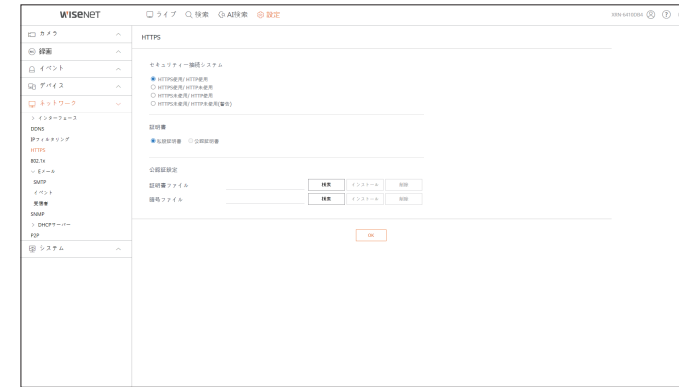 WISENET
ライブ 検索 AI検索 設定
カメラ
録画
イベント
デバイス
ネットワーク
インターフェース
DDNS
IPフィルタリング
HTTPS
802.1x
Eメール
SMTP
イベント
受信者
SNMP
DHCPサーバー
P2P
システム
HTTPS
セキュリティー接続システム
HTTPS使用/ HTTP使用
HTTPS使用/ HTTP未使用
HTTPS未使用/ HTTP使用
HTTPS未使用/ HTTP未使用(警告)
証明書
私設証明書 公認証明書
公認証設定
証明書ファイル 検索 インストール 削除
暗号ファイル 検索 インストール 削除
OK